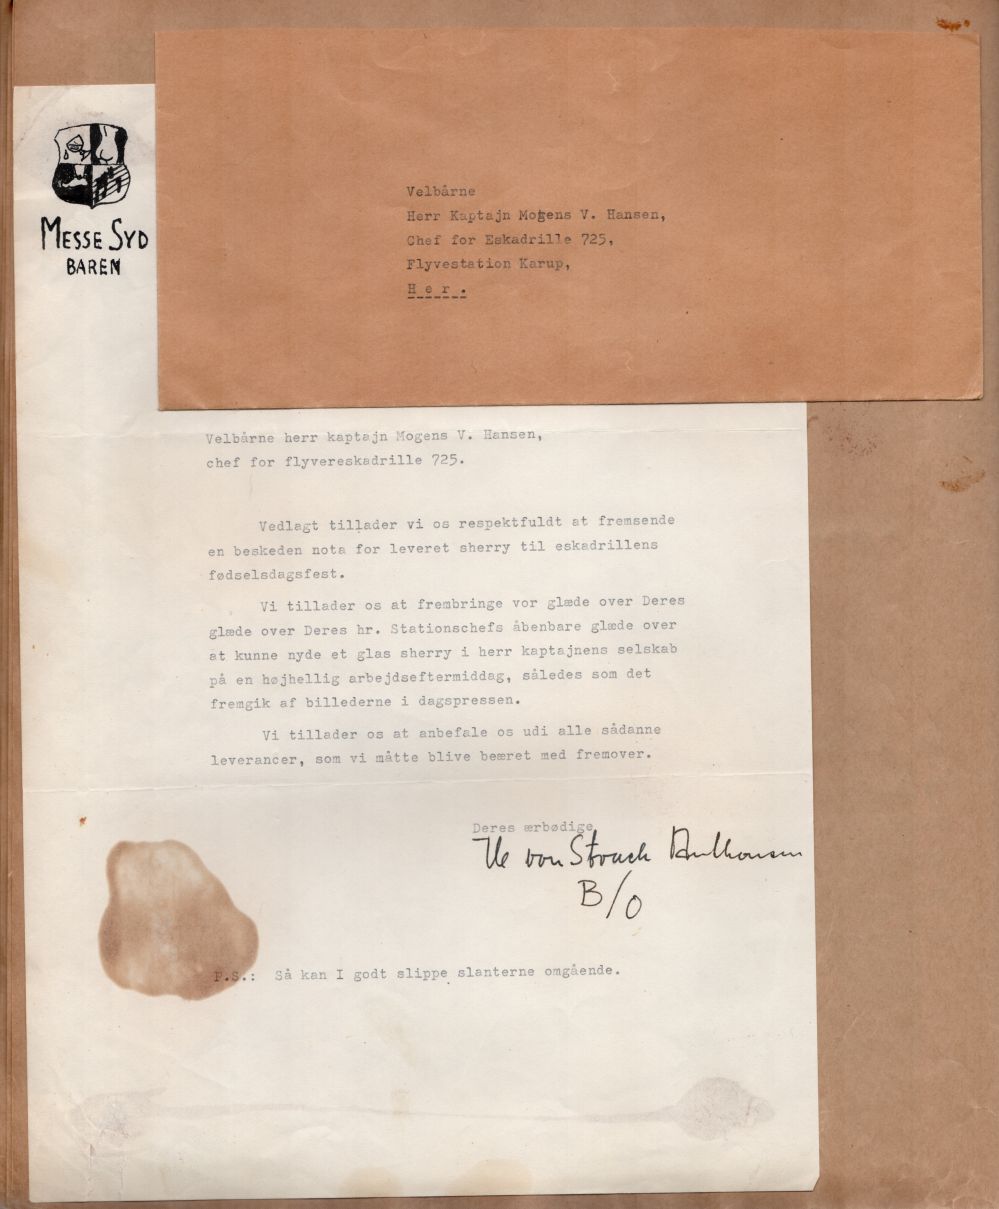 MESSE SYD
BAREN
Velbårne
Herr Kaptajn Mogens V. Hansen,
Chef for Eskadrille 725,
Flyvestation Karup,
H e r .
Velbårne herr kaptajn Mogens V. Hansen,
chef for flyvereskadrille 725.
Vedlagt tillader vi os respektfuldt at fremsende
en beskeden nota for leveret sherry til eskadrillens
fødselsdagsfest.
Vi tillader os at frembringe vor glæde over Deres
glæde over Deres hr. Stationschefs åbenbare glæde over
at kunne nyde et glas sherry i herr kaptajnens selskab
på en højhellig arbejdseftermiddag, således som det
fremgik af billederne i dagspressen.
Vi tillader os at anbefale os udi alle sådanne
leverancer, som vi måtte blive beæret med fremover.
Deres ærbødige
von
B/O
P.S.: Så kan I godt slippe slanterne omgående.